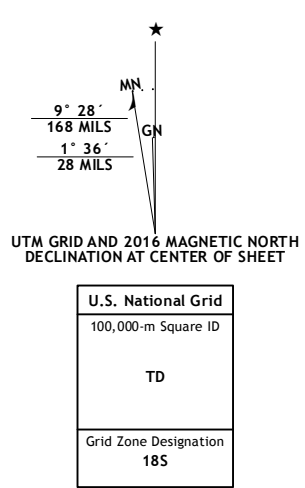 ★
MN
9° 28´
168 MILS
GN
1° 36´
28 MILS
UTM GRID AND 2016 MAGNETIC NORTH
DECLINATION AT CENTER OF SHEET
U.S. National Grid
100,000-m Square ID
TD
Grid Zone Designation
18S